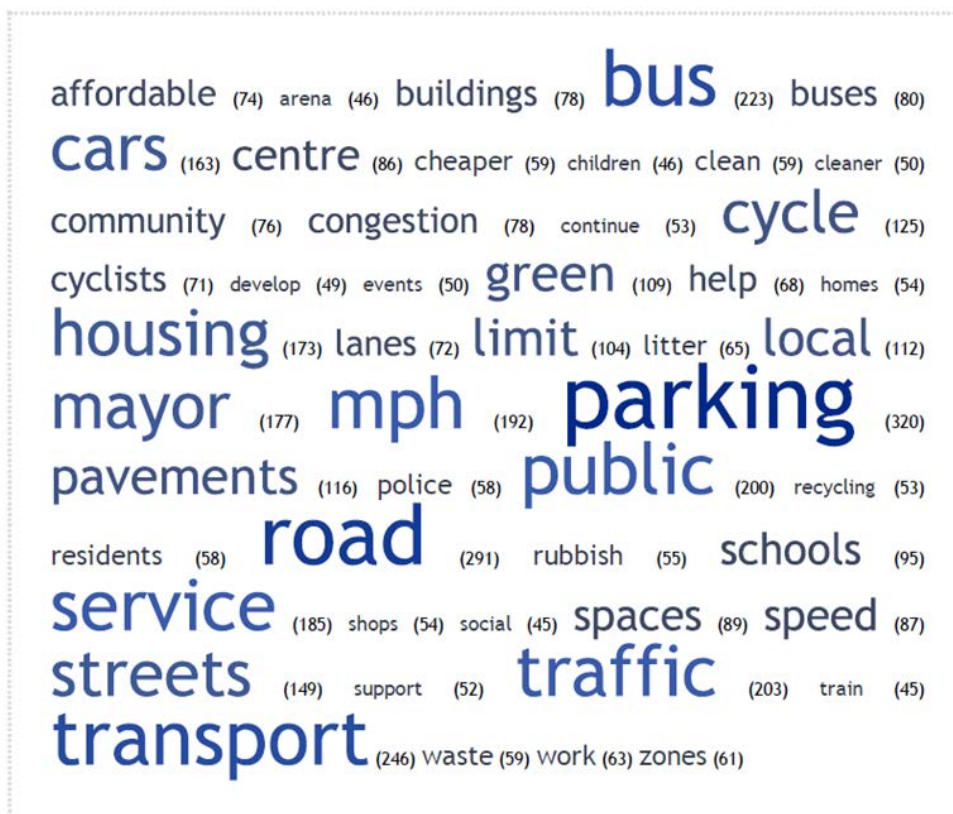 affordable (74) arena (46) buildings (78) bus (223) buses (80)
cars (163) centre (86) cheaper (59) children (46) clean (59) cleaner (50)
community (76) congestion (78) continue (53) cycle (125)
cyclists (71) develop (49) events (50) green (109) help (68) homes (54)
housing (173) lanes (72) limit (104) litter (65) local (112)
mayor (177) mph (192) parking (320)
pavements (116) police (58) public (200) recycling (53)
residents (58) road (291) rubbish (55) schools (95)
service (185) shops (54) social (45) spaces (89) speed (87)
streets (149) support (52) traffic (203) train (45)
transport (246) waste (59) work (63) zones (61)